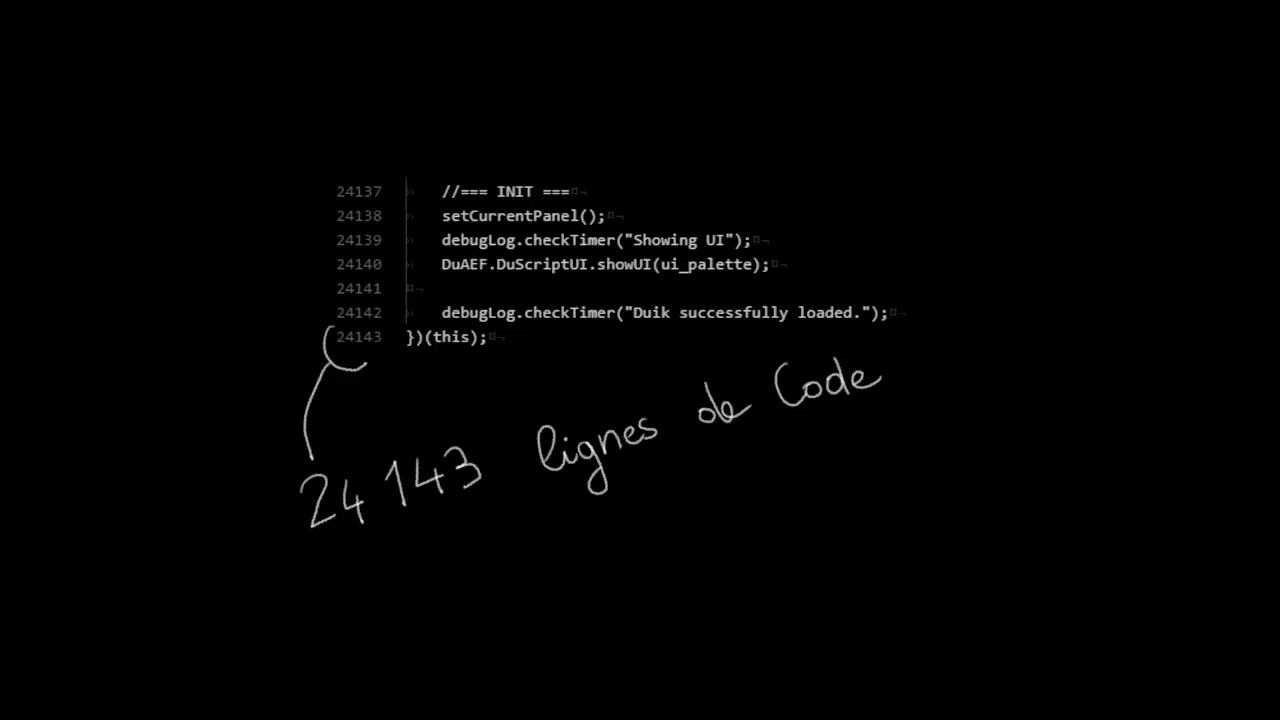 24137 //=== INIT ===
24138 setCurrentPanel();
24139 debugLog.checkTimer("Showing UI");
24140 DuAEF.DuScriptUI.showUI(ui_palette);
24141
24142 debugLog.checkTimer("Duik successfully loaded.");
24143 })(this);
24 143 lignes de Code